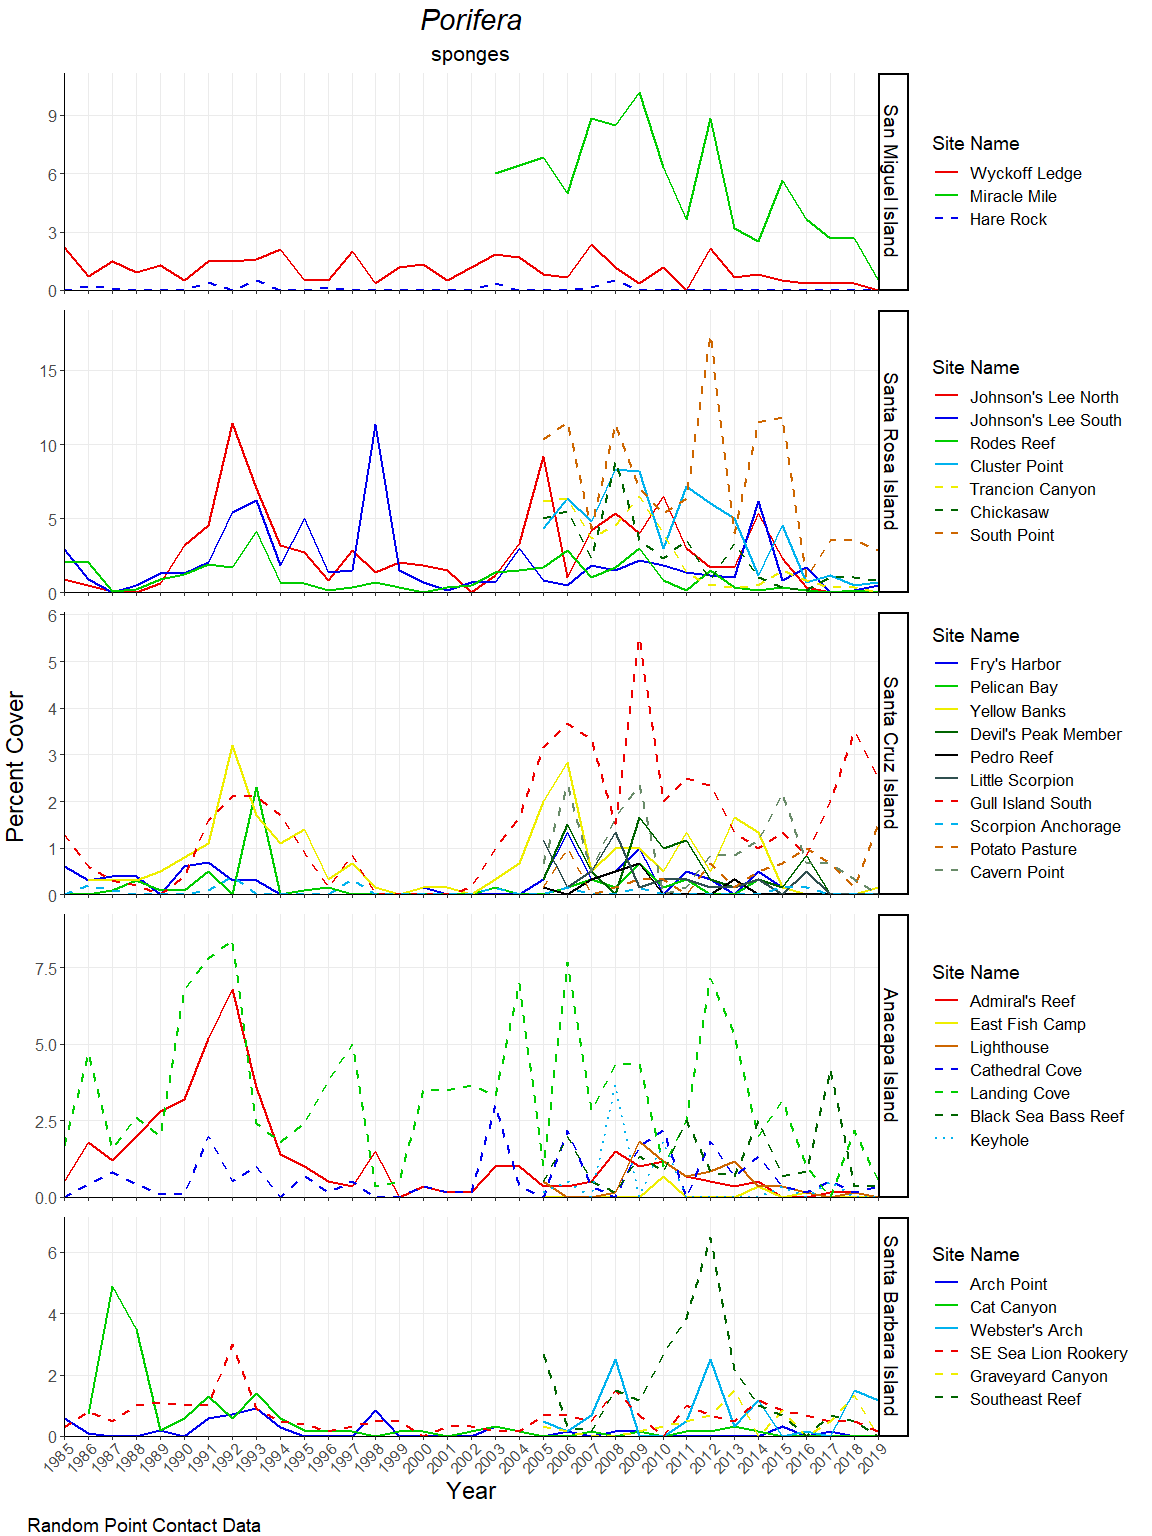 Porifera
sponges
Percent Cover
9
6
3
0
San Miguel Island
Site Name
Wyckoff Ledge
Miracle Mile
Hare Rock
15
10
5
0
Santa Rosa Island
Site Name
Johnson's Lee North
Johnson's Lee South
Rodes Reef
Cluster Point
Trancion Canyon
Chickasaw
South Point
6
5
4
3
2
1
0
Santa Cruz Island
Site Name
Fry's Harbor
Pelican Bay
Yellow Banks
Devil's Peak Member
Pedro Reef
Little Scorpion
Gull Island South
Scorpion Anchorage
Potato Pasture
Cavern Point
7.5
5.0
2.5
0.0
Anacapa Island
Site Name
Admiral's Reef
East Fish Camp
Lighthouse
Cathedral Cove
Landing Cove
Black Sea Bass Reef
Keyhole
6
4
2
0
Santa Barbara Island
Site Name
Arch Point
Cat Canyon
Webster's Arch
SE Sea Lion Rookery
Graveyard Canyon
Southeast Reef
1985 1986 1987 1988 1989 1990 1991 1992 1993 1994 1995 1996 1997 1998 1999 2000 2001 2002 2003 2004 2005 2006 2007 2008 2009 2010 2011 2012 2013 2014 2015 2016 2017 2018 2019
Year
Random Point Contact Data